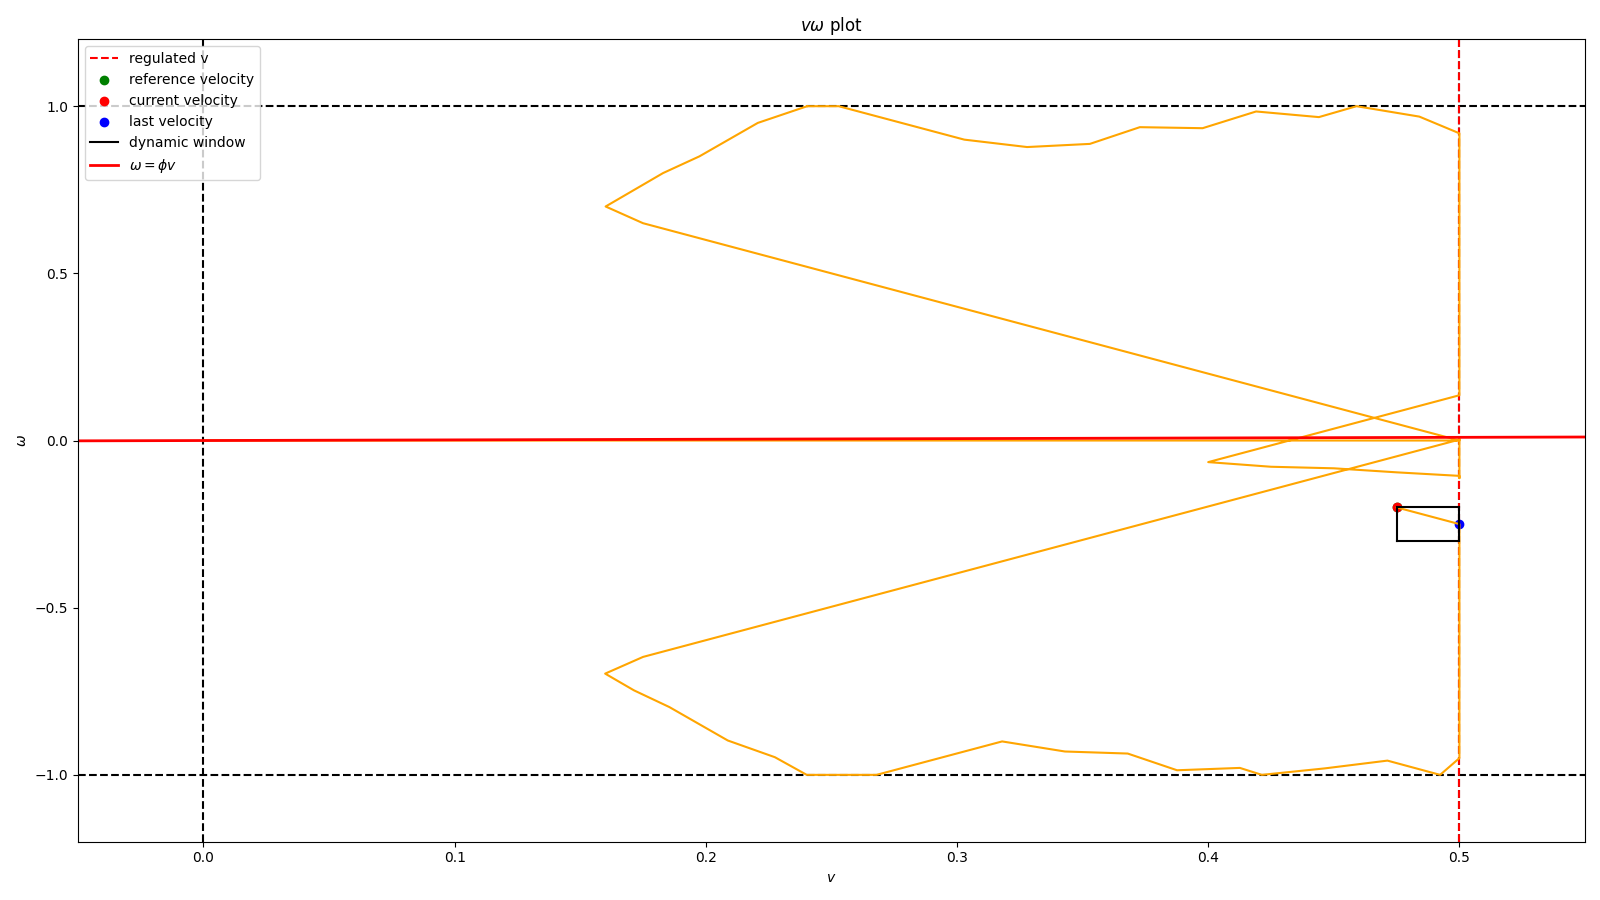 vω plot
regulated v
reference velocity
current velocity
last velocity
dynamic window
ω = ϕv
1.0
0.5
0.0
−0.5
−1.0
ω
0.0 0.1 0.2 0.3 0.4 0.5
v